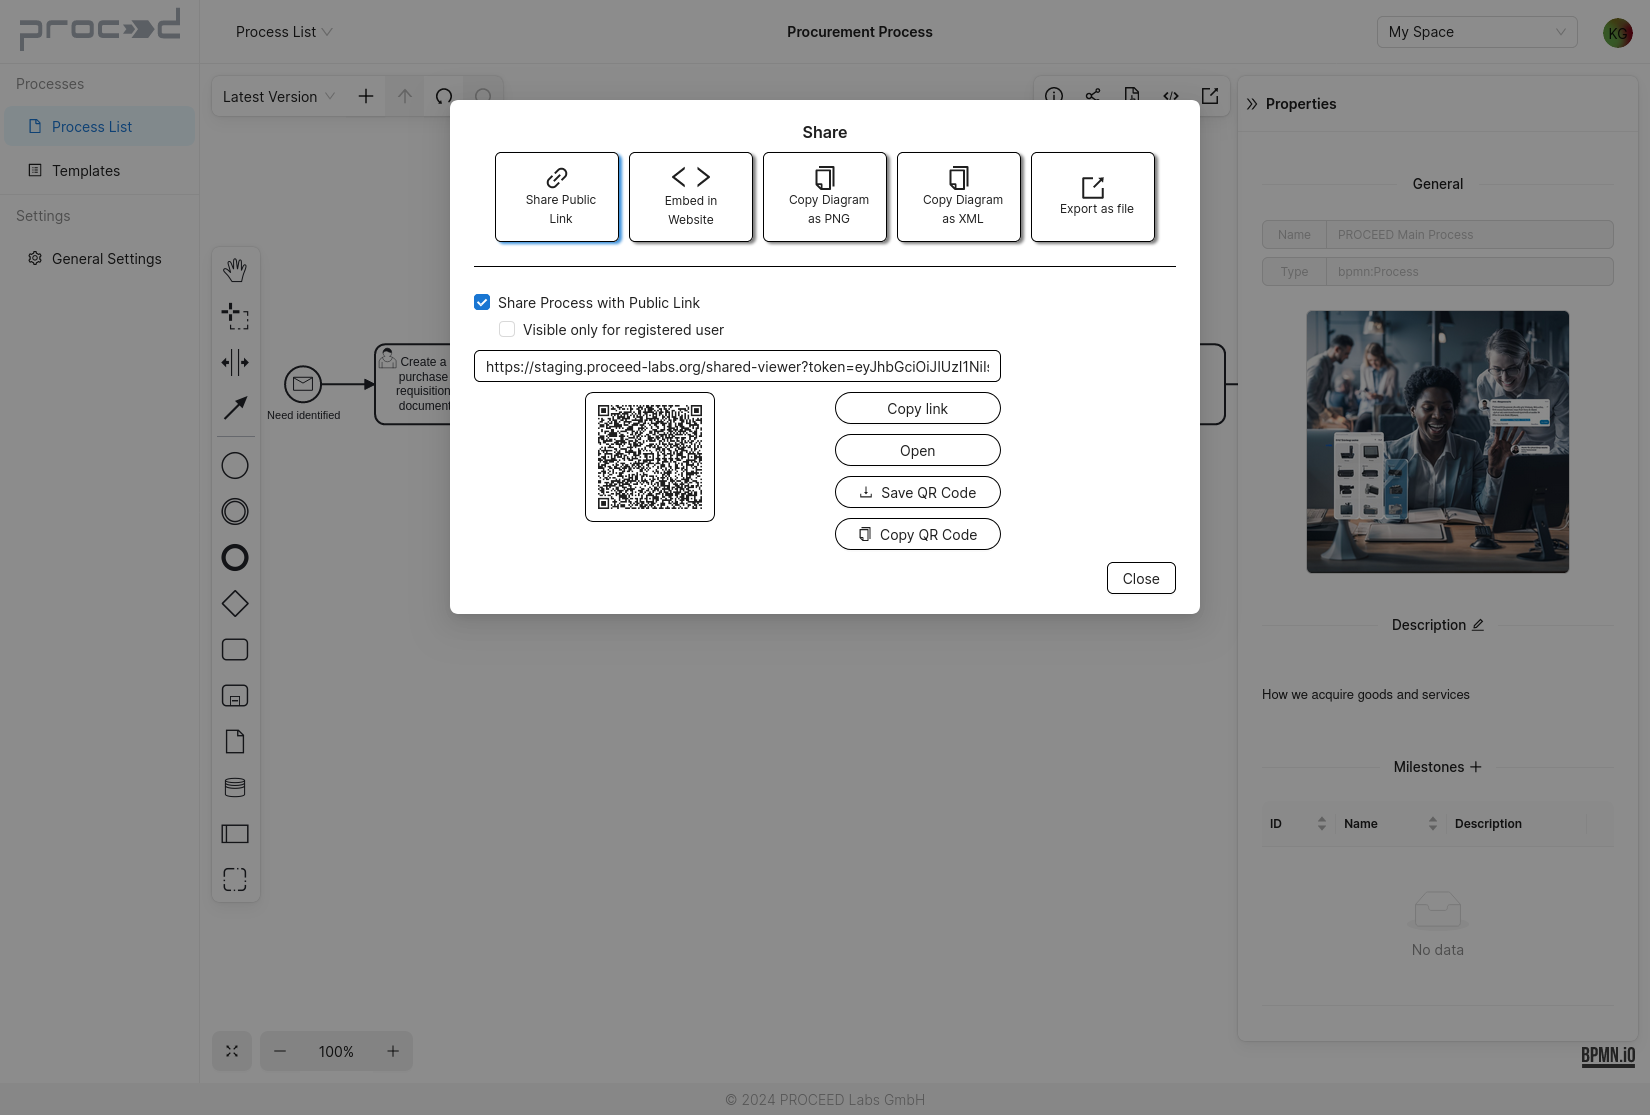 proceed
Process List
Procurement Process
My Space
KG
Processes
Process List
Templates
Settings
General Settings
Latest Version
Need identified
Create a
purchase
requisition
document
Share
Share Public
Link
Embed in
Website
Copy Diagram
as PNG
Copy Diagram
as XML
Export as file
Share Process with Public Link
Visible only for registered user
https://staging.proceed-labs.org/shared-viewer?token=eyJhbGciOiJIUzI1NiIs
Copy link
Open
Save QR Code
Copy QR Code
Close
Properties
General
Name PROCEED Main Process
Type bpmn:Process
Description
How we acquire goods and services
Milestones
ID Name Description
No data
100%
BPMN.iO
© 2024 PROCEED Labs GmbH